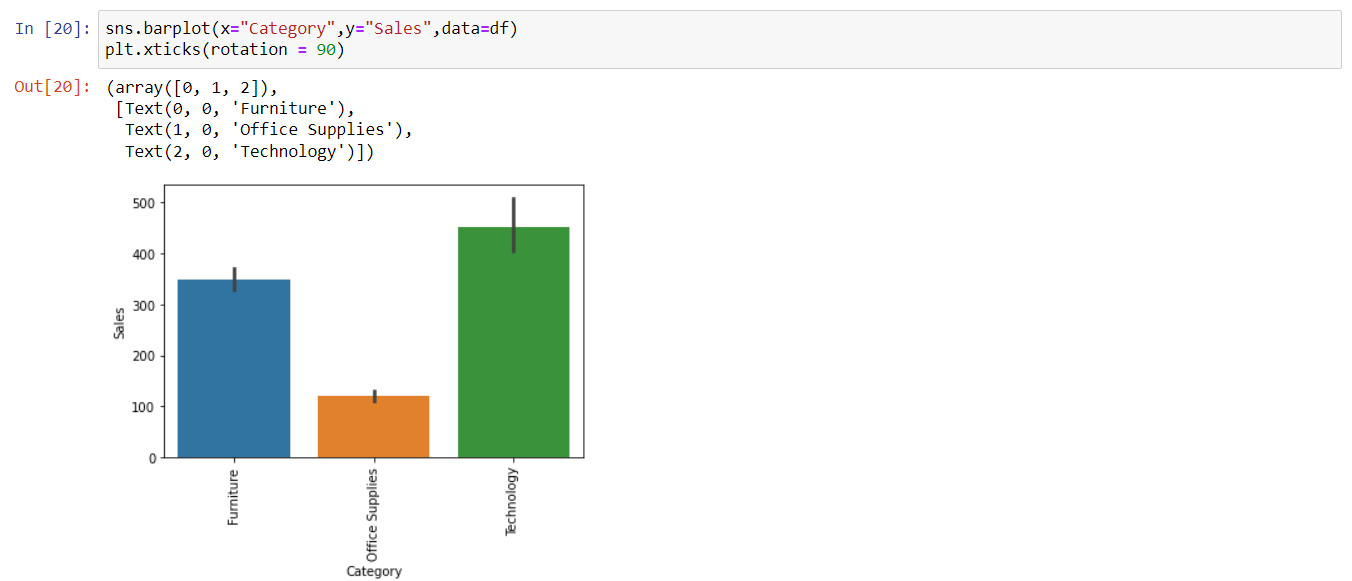 In [20]: sns.barplot(x="Category",y="Sales",data=df)
plt.xticks(rotation = 90)
Out[20]: (array([0, 1, 2]),
[Text(0, 0, 'Furniture'),
Text(1, 0, 'Office Supplies'),
Text(2, 0, 'Technology')])
500
400
300
200
100
0
Sales
Furniture
Office Supplies
Technology
Category